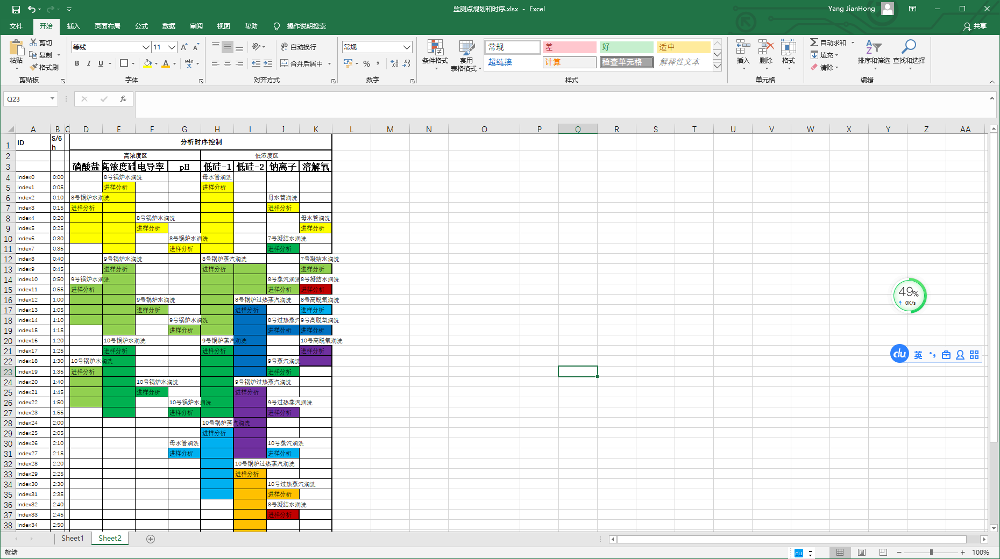 监测点规划和时序.xlsx - Excel
Yang JianHong
文件 开始 插入 页面布局 公式 数据 审阅 视图 帮助 操作说明搜索 共享
粘贴 剪切 复制 格式刷 剪贴板
等线 11 B I U wén 文 字体
自动换行 合并后居中 对齐方式
常规 % 数字
条件格式 套用 表格格式
常规 差 好 适中
超链接 计算 检查单元格 解释性文本
样式
插入 删除 格式 单元格
自动求和 填充 清除 排序和筛选 查找和选择 编辑
Q23 fx
A B C D E F G H I J K L M N O P Q R S T U V W X Y Z AA
1 ID S/6h 分析时序控制
2 高浓度区 低浓度区
3 磷酸盐 高浓度硅 电导率 pH 低硅-1 低硅-2 钠离子 溶解氧
4 Index0 0:00 8号锅炉水润洗 母水管润洗
5 Index1 0:05 进样分析 进样分析
6 Index2 0:10 8号锅炉水润洗 母水管润洗
7 Index3 0:15 进样分析 进样分析
8 Index4 0:20 8号锅炉水润洗 母水管润洗
9 Index5 0:25 进样分析 进样分析
10 Index6 0:30 8号锅炉水润洗 7号凝结水润洗
11 Index7 0:35 进样分析 进样分析
12 Index8 0:40 9号锅炉水润洗 8号锅炉蒸汽润洗 7号凝结水润洗
13 Index9 0:45 进样分析 进样分析 进样分析
14 Index10 0:50 9号锅炉水润洗 8号蒸汽润洗 8号凝结水润洗
15 Index11 0:55 进样分析 进样分析 进样分析
16 Index12 1:00 9号锅炉水润洗 8号锅炉过热蒸汽润洗 8号高脱氧润洗
17 Index13 1:05 进样分析 进样分析 进样分析
18 Index14 1:10 9号锅炉水润洗 8号过热蒸汽 9号高脱氧润洗
19 Index15 1:15 进样分析 进样分析 进样分析
20 Index16 1:20 10号锅炉水润洗 9号锅炉蒸汽润洗 10号高脱氧润洗
21 Index17 1:25 进样分析 进样分析 进样分析
22 Index18 1:30 10号锅炉水润洗 9号蒸汽润洗
23 Index19 1:35 进样分析 进样分析
24 Index20 1:40 10号锅炉水润洗 9号锅炉过热蒸汽润洗
25 Index21 1:45 进样分析 进样分析
26 Index22 1:50 10号锅炉水润洗 9号过热蒸汽润洗
27 Index23 1:55 进样分析 进样分析
28 Index24 2:00 10号锅炉蒸汽润洗
29 Index25 2:05 进样分析
30 Index26 2:10 母水管润洗 10号蒸汽润洗
31 Index27 2:15 进样分析 进样分析
32 Index28 2:20 10号锅炉过热蒸汽润洗
33 Index29 2:25 进样分析
34 Index30 2:30 10号过热蒸汽润洗
35 Index31 2:35 进样分析
36 Index32 2:40 8号凝结水润洗
37 Index33 2:45 进样分析
38 Index34 2:50
49% 0K/s
du 英
Sheet1 Sheet2
就绪 du 100%